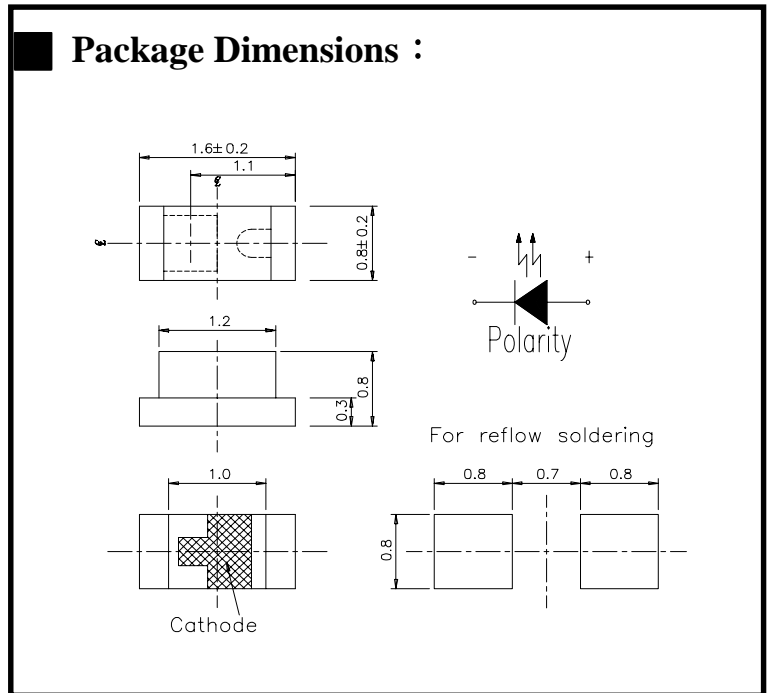 Package Dimensions：
1.6±0.2
1.1
0.8±0.2
- +
Polarity
1.2
0.8
0.3
For reflow soldering
1.0
0.8 0.7 0.8
0.8
Cathode